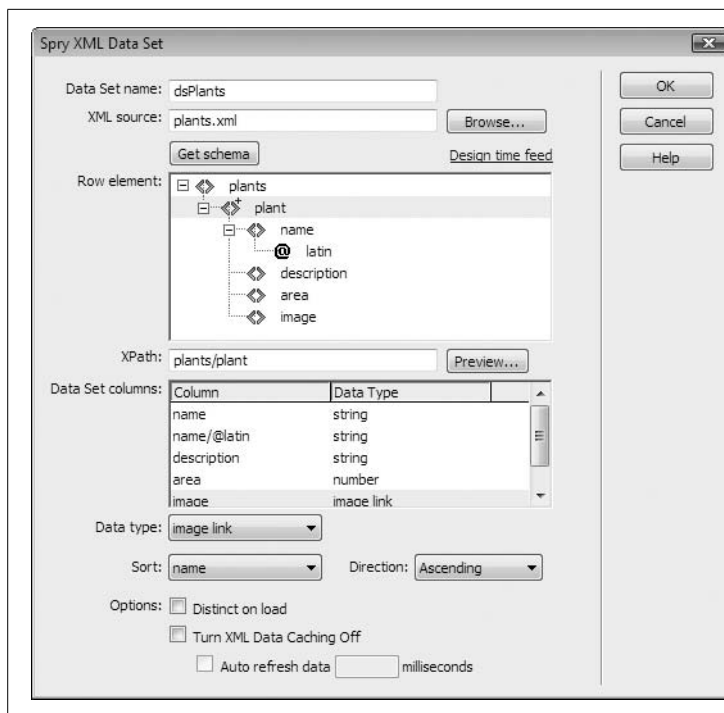 Spry XML Data Set
Data Set name: dsPlants
OK
XML source: plants.xml
Browse...
Cancel
Get schema
Design time feed
Help
Row element:
plants
plant
name
@ latin
description
area
image
XPath: plants/plant
Preview...
Data Set columns:
Column Data Type
name string
name/@latin string
description string
area number
image image link
Data type: image link
Sort: name Direction: Ascending
Options: Distinct on load
Turn XML Data Caching Off
Auto refresh data milliseconds